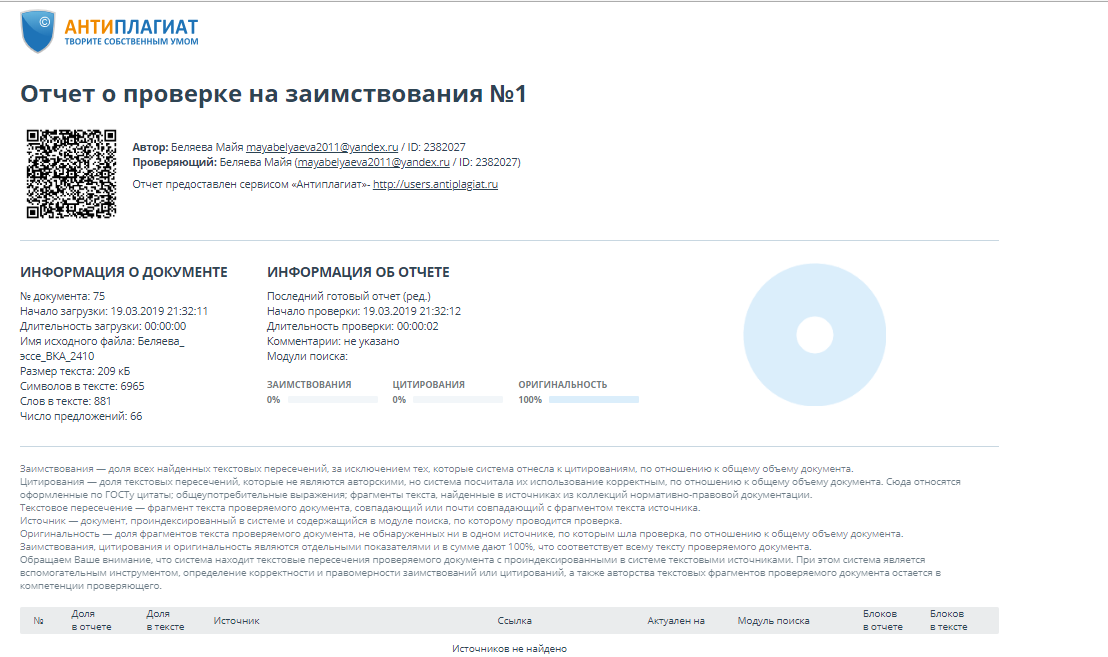 АНТИПЛАГИАТ
ТВОРИТЕ СОБСТВЕННЫМ УМОМ
Отчет о проверке на заимствования №1
Автор: Беляева Майя mayabelyaeva2011@yandex.ru / ID: 2382027
Проверяющий: Беляева Майя (mayabelyaeva2011@yandex.ru / ID: 2382027)
Отчет предоставлен сервисом «Антиплагиат»- http://users.antiplagiat.ru
ИНФОРМАЦИЯ О ДОКУМЕНТЕ
№ документа: 75
Начало загрузки: 19.03.2019 21:32:11
Длительность загрузки: 00:00:00
Имя исходного файла: Беляева_
эссе_ВКА_2410
Размер текста: 209 кБ
Символов в тексте: 6965
Слов в тексте: 881
Число предложений: 66
ИНФОРМАЦИЯ ОБ ОТЧЕТЕ
Последний готовый отчет (ред.)
Начало проверки: 19.03.2019 21:32:12
Длительность проверки: 00:00:02
Комментарии: не указано
Модули поиска:
ЗАИМСТВОВАНИЯ ЦИТИРОВАНИЯ ОРИГИНАЛЬНОСТЬ
0% 0% 100%
Заимствования — доля всех найденных текстовых пересечений, за исключением тех, которые система отнесла к цитированиям, по отношению к общему объему документа.
Цитирования — доля текстовых пересечений, которые не являются авторскими, но система посчитала их использование корректным, по отношению к общему объему документа. Сюда относятся
оформленные по ГОСТу цитаты; общеупотребительные выражения; фрагменты текста, найденные в источниках из коллекций нормативно-правовой документации.
Текстовое пересечение — фрагмент текста проверяемого документа, совпадающий или почти совпадающий с фрагментом текста источника.
Источник — документ, проиндексированный в системе и содержащийся в модуле поиска, по которому проводится проверка.
Оригинальность — доля фрагментов текста проверяемого документа, не обнаруженных ни в одном источнике, по которым шла проверка, по отношению к общему объему документа.
Заимствования, цитирования и оригинальность являются отдельными показателями и в сумме дают 100%, что соответствует всему тексту проверяемого документа.
Обращаем Ваше внимание, что система находит текстовые пересечения проверяемого документа с проиндексированными в системе текстовыми источниками. При этом система является
вспомогательным инструментом, определение корректности и правомерности заимствований или цитирований, а также авторства текстовых фрагментов проверяемого документа остается в
компетенции проверяющего.
№ Доля в отчете Доля в тексте Источник Ссылка Актуален на Модуль поиска Блоков в отчете Блоков в тексте
Источников не найдено